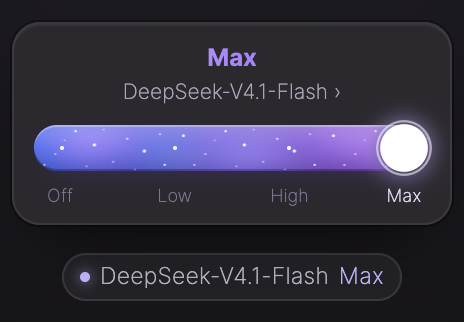 Max
DeepSeek-V4.1-Flash ›
Off Low High Max
DeepSeek-V4.1-Flash Max